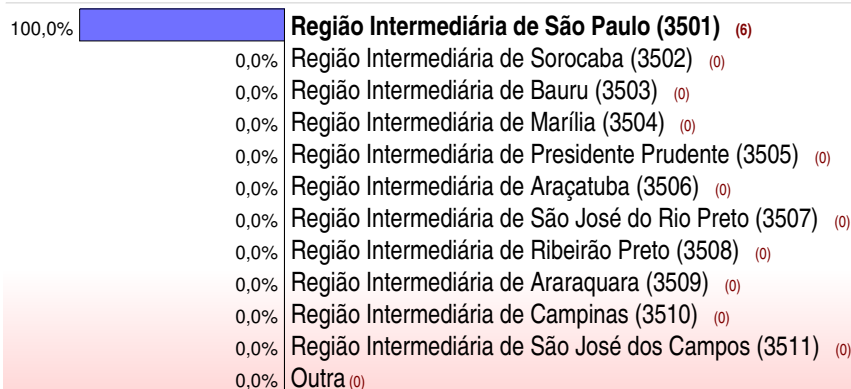 100,0% Região Intermediária de São Paulo (3501) (6)
0,0% Região Intermediária de Sorocaba (3502) (0)
0,0% Região Intermediária de Bauru (3503) (0)
0,0% Região Intermediária de Marília (3504) (0)
0,0% Região Intermediária de Presidente Prudente (3505) (0)
0,0% Região Intermediária de Araçatuba (3506) (0)
0,0% Região Intermediária de São José do Rio Preto (3507) (0)
0,0% Região Intermediária de Ribeirão Preto (3508) (0)
0,0% Região Intermediária de Araraquara (3509) (0)
0,0% Região Intermediária de Campinas (3510) (0)
0,0% Região Intermediária de São José dos Campos (3511) (0)
0,0% Outra (0)